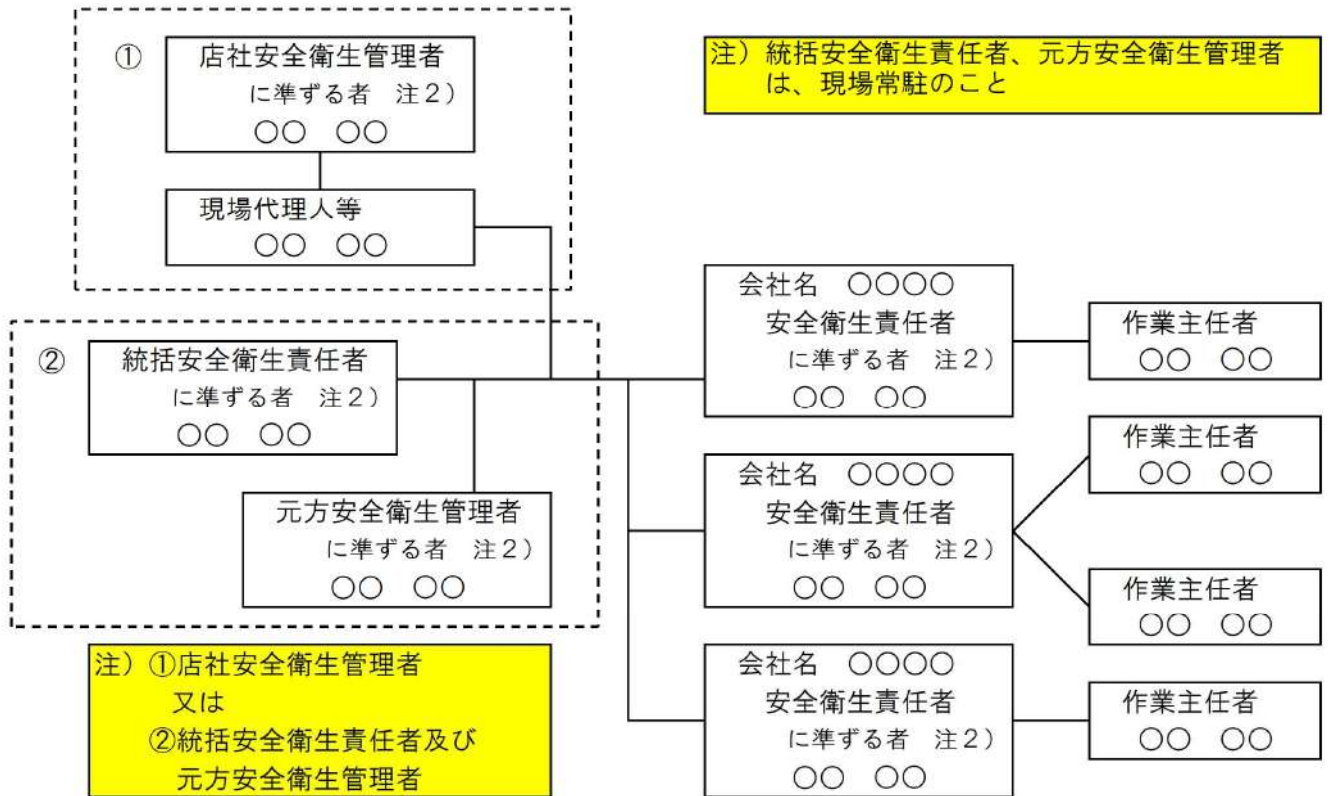 ①
店社安全衛生管理者
に準ずる者 注2)
○○ ○○
現場代理人等
○○ ○○
注)統括安全衛生責任者、元方安全衛生管理者
は、現場常駐のこと
②
統括安全衛生責任者
に準ずる者 注2)
○○ ○○
元方安全衛生管理者
に準ずる者 注2)
○○ ○○
注)①店社安全衛生管理者
又は
②統括安全衛生責任者及び
元方安全衛生管理者
会社名 ○○○○
安全衛生責任者
に準ずる者 注2)
○○ ○○
作業主任者
○○ ○○
会社名 ○○○○
安全衛生責任者
に準ずる者 注2)
○○ ○○
作業主任者
○○ ○○
作業主任者
○○ ○○
会社名 ○○○○
安全衛生責任者
に準ずる者 注2)
○○ ○○
作業主任者
○○ ○○